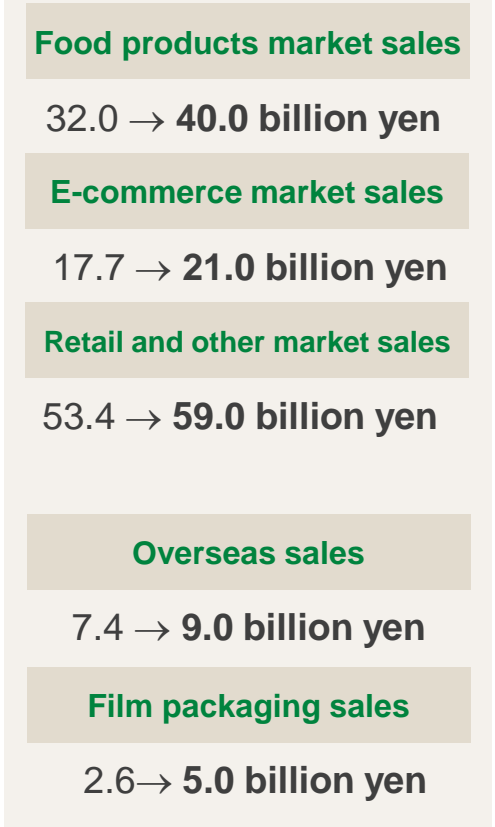 Food products market sales
32.0 → 40.0 billion yen
E-commerce market sales
17.7 → 21.0 billion yen
Retail and other market sales
53.4 → 59.0 billion yen
Overseas sales
7.4 → 9.0 billion yen
Film packaging sales
2.6→ 5.0 billion yen